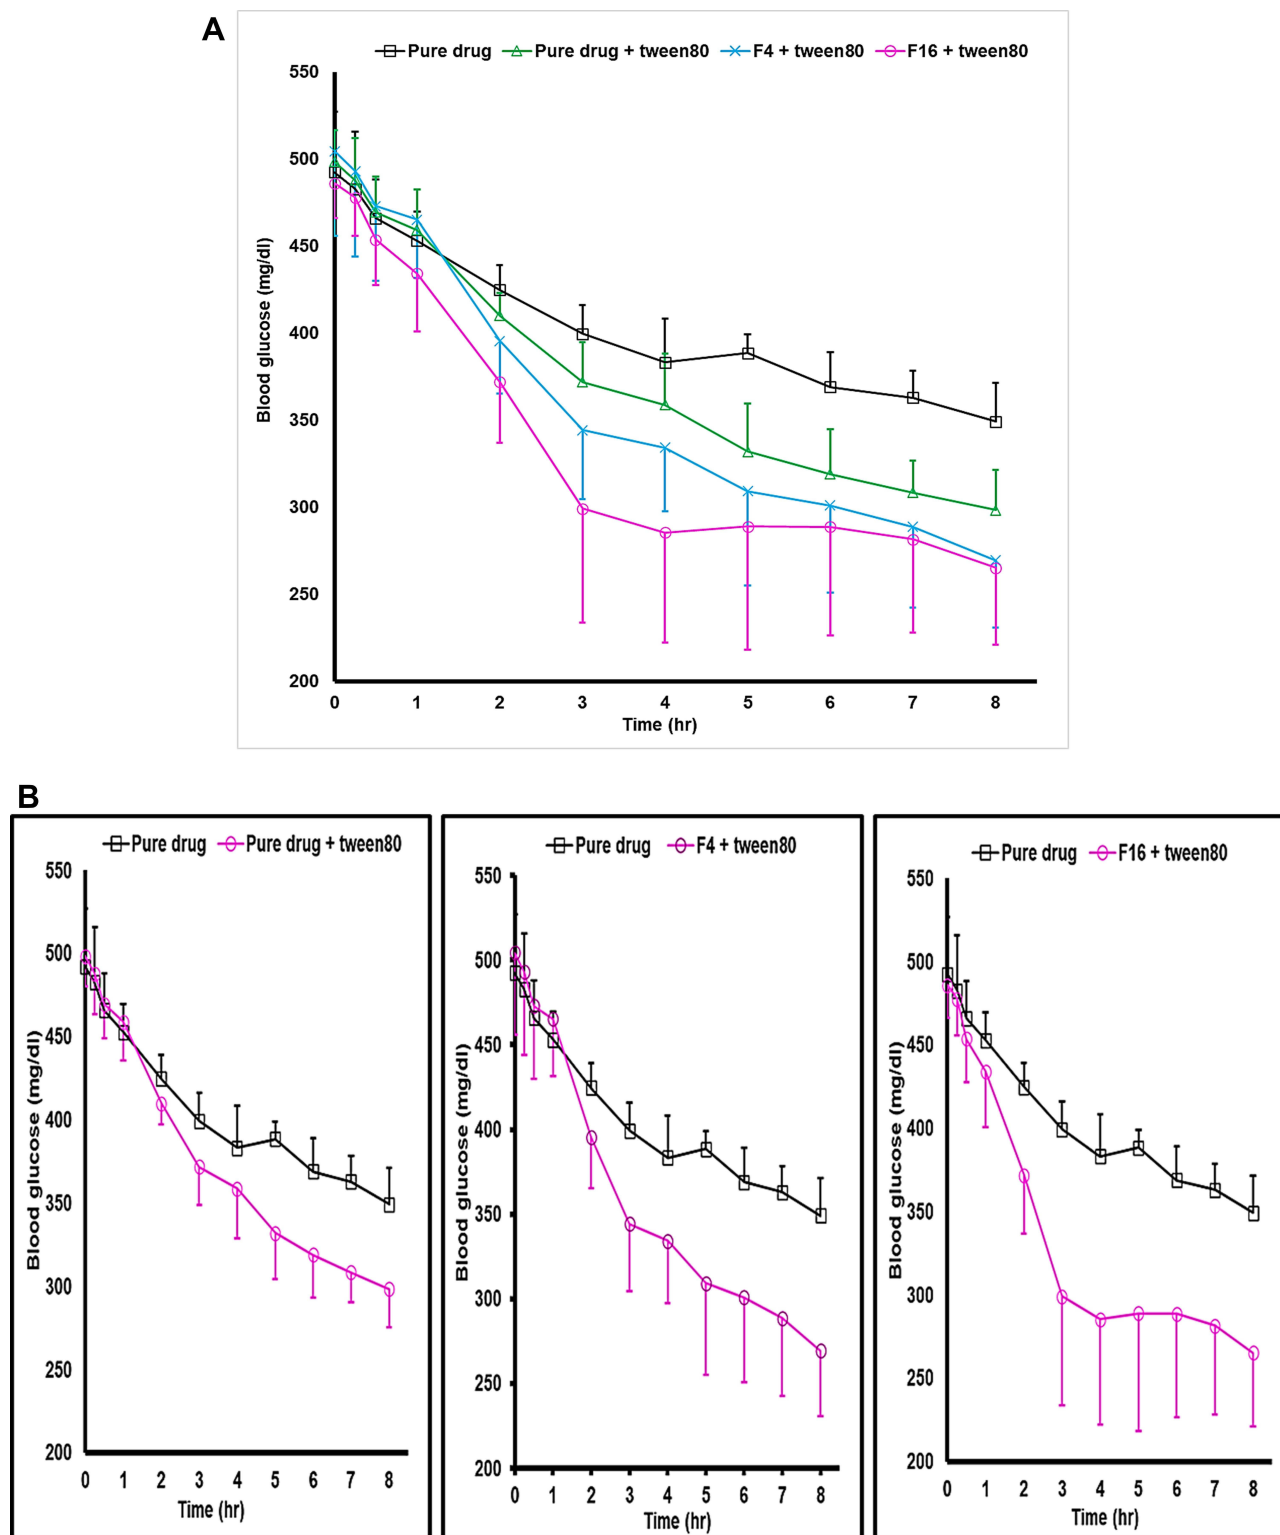 A
Pure drug Pure drug + tween80 F4 + tween80 F16 + tween80
550
500
450
400
350
300
250
200
Blood glucose (mg/dl)
0 1 2 3 4 5 6 7 8
Time (hr)
B
Pure drug Pure drug + tween80
550
500
450
400
350
300
250
200
Blood glucose (mg/dl)
0 1 2 3 4 5 6 7 8
Time (hr)
Pure drug F4 + tween80
550
500
450
400
350
300
250
200
Blood glucose (mg/dl)
0 1 2 3 4 5 6 7 8
Time (hr)
Pure drug F16 + tween80
550
500
450
400
350
300
250
200
Blood glucose (mg/dl)
0 1 2 3 4 5 6 7 8
Time (hr)